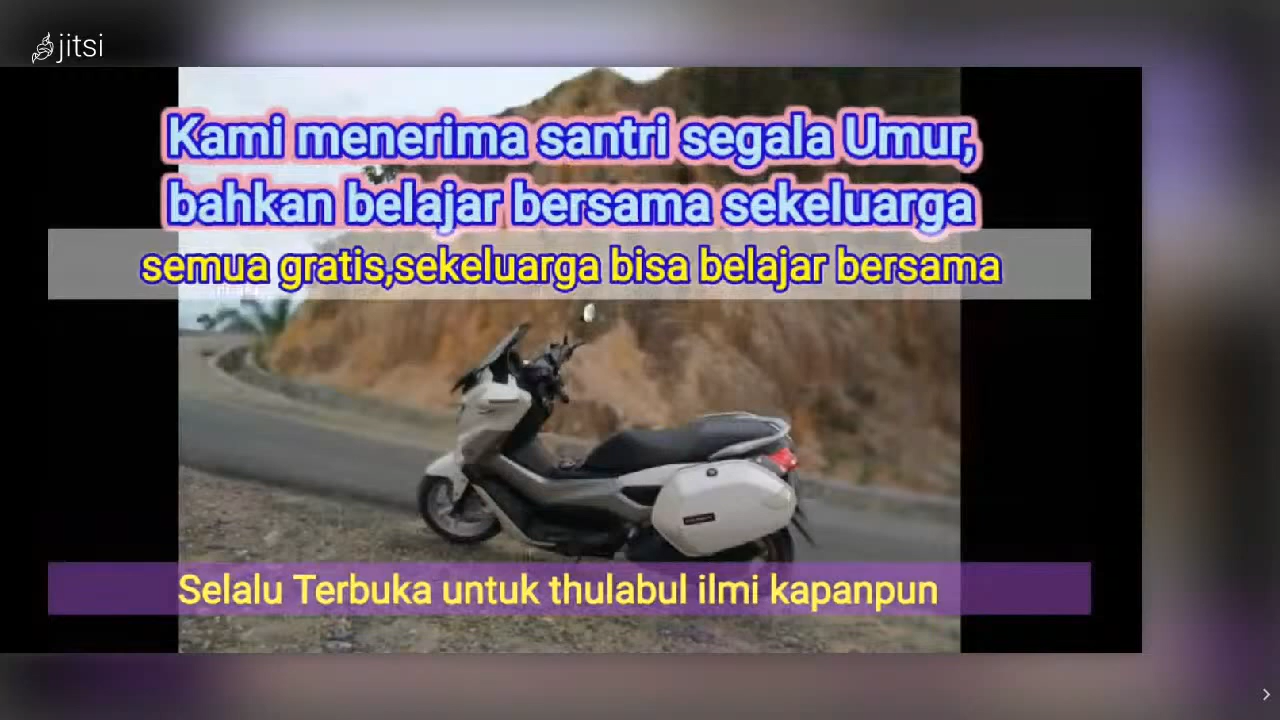 jitsi
Kami menerima santri segala Umur,
bahkan belajar bersama sekeluarga
semua gratis,sekeluarga bisa belajar bersama
Selalu Terbuka untuk thulabul ilmi kapanpun